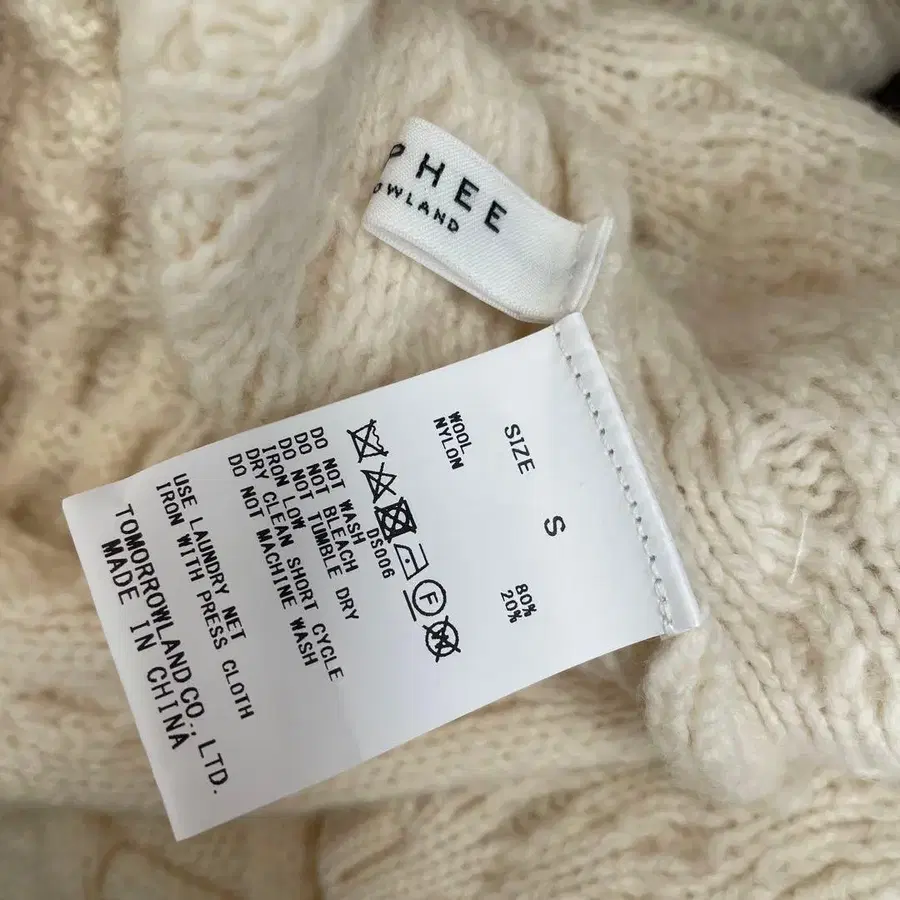 P HEE
OWLAND
SIZE S
WOOL 80%
NYLON 20%
DS006
F
DO NOT WASH
DO NOT BLEACH
DO NOT TUMBLE DRY
IRON LOW
DRY CLEAN SHORT CYCLE
DO NOT MACHINE WASH
USE LAUNDRY NET
IRON WITH PRESS CLOTH
TOMORROWLAND CO., LTD.
MADE IN CHINA